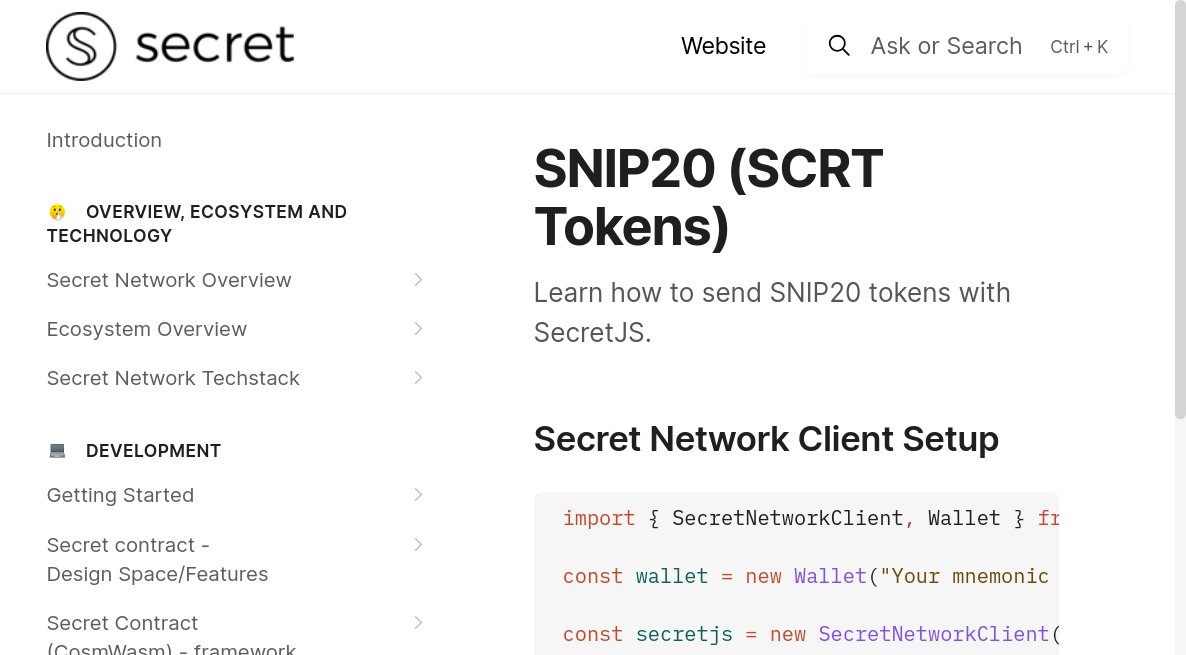 secret
Website
Ask or Search Ctrl + K
Introduction
OVERVIEW, ECOSYSTEM AND
TECHNOLOGY
Secret Network Overview
Ecosystem Overview
Secret Network Techstack
DEVELOPMENT
Getting Started
Secret contract -
Design Space/Features
Secret Contract
(CosmWasm) - framework
SNIP20 (SCRT
Tokens)
Learn how to send SNIP20 tokens with
SecretJS.
Secret Network Client Setup
import { SecretNetworkClient, Wallet } fr
const wallet = new Wallet("Your mnemonic
const secretjs = new SecretNetworkClient(